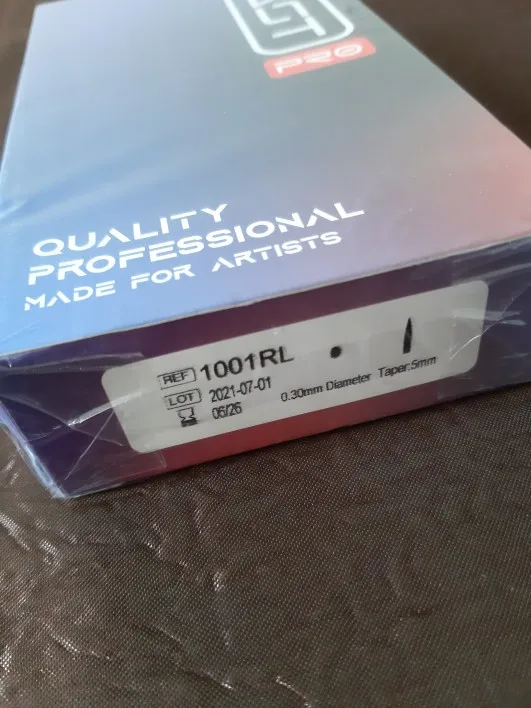 PRO
QUALITY
PROFESSIONAL
MADE FOR ARTISTS
REF 1001RL
LOT 2021-07-01
06/26
0.30mm Diameter Taper:5mm